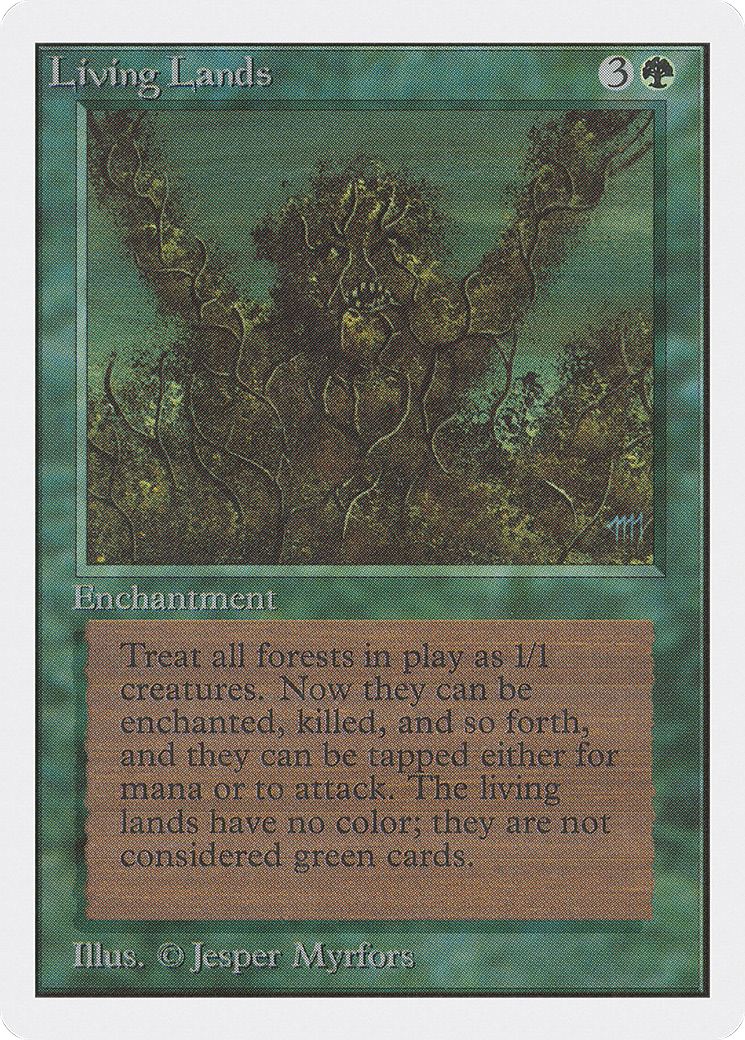 Living Lands 3
Enchantment
Treat all forests in play as 1/1
creatures. Now they can be
enchanted, killed, and so forth,
and they can be tapped either for
mana or to attack. The living
lands have no color; they are not
considered green cards.
Illus. © Jesper Myrfors